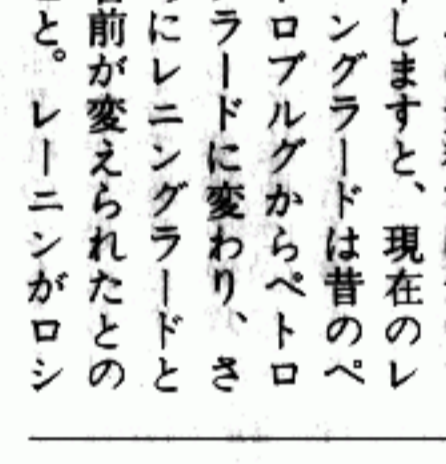 しますと、現在のレ
ングラードは昔のペ
ロブルグからペトロ
ラードに変わり、さ
にレニングラードと
前が変えられたとの
と。レーニンがロシ